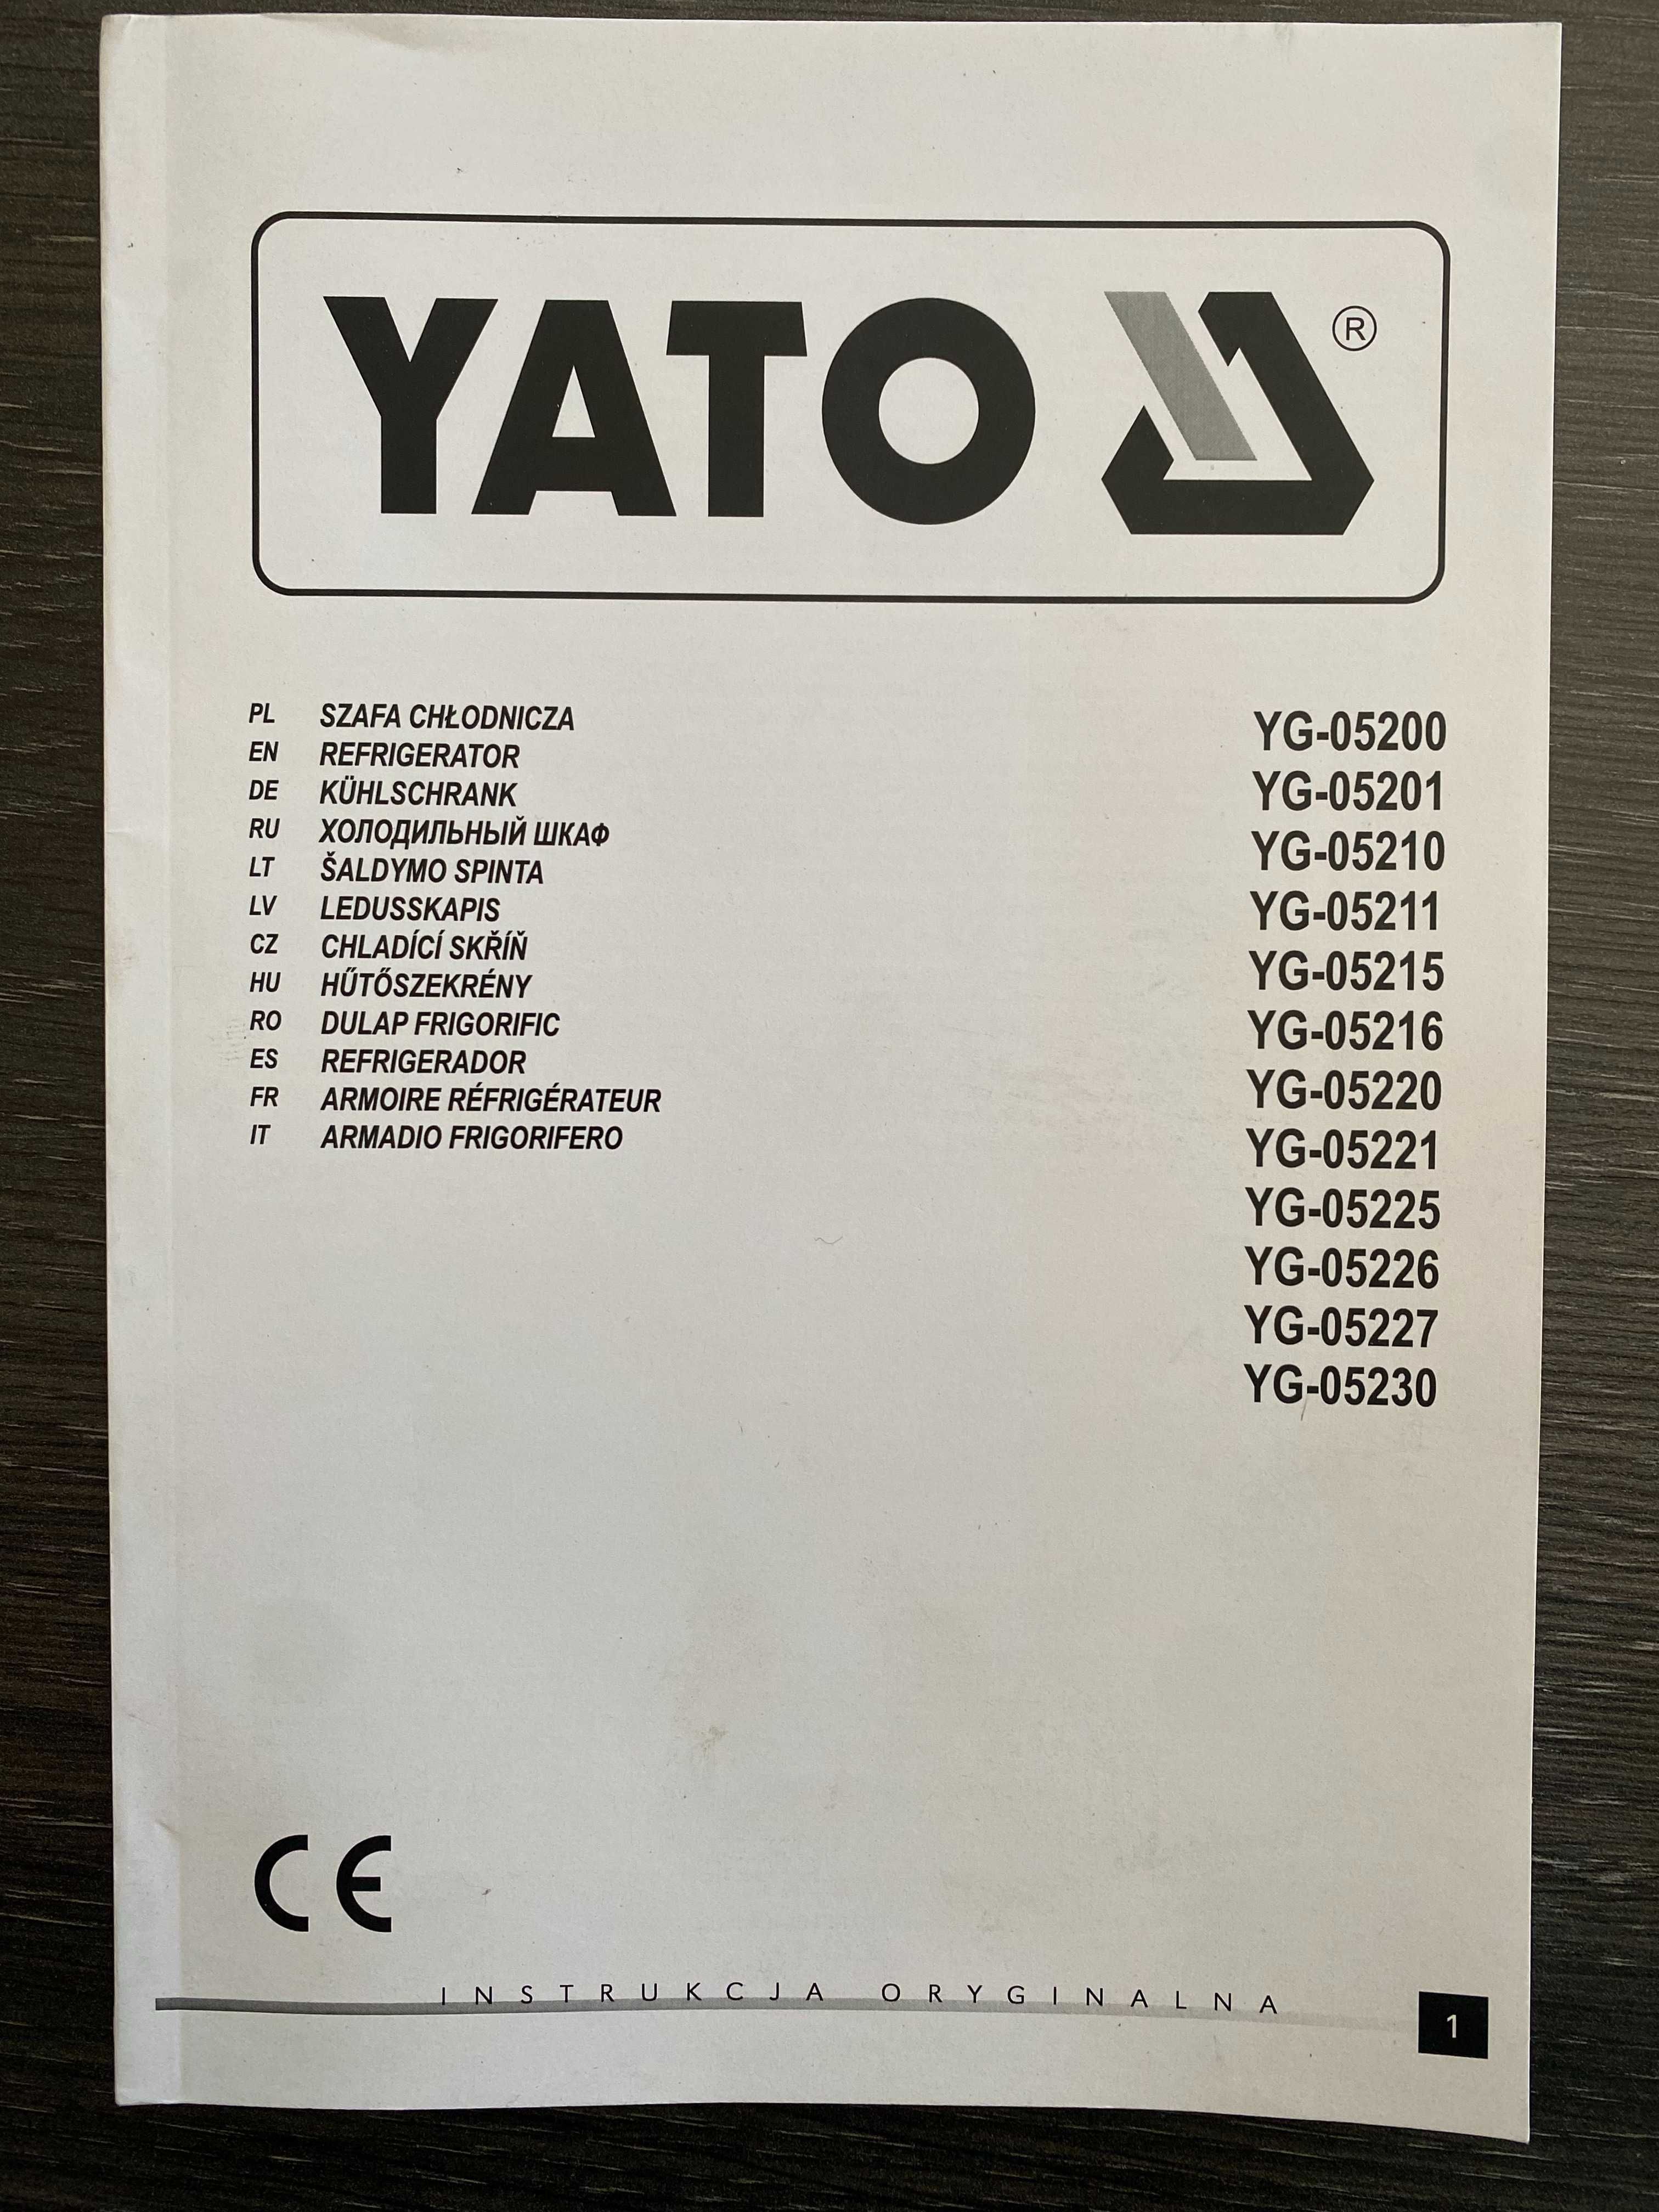 YATO ®
PL SZAFA CHŁODNICZA
EN REFRIGERATOR
DE KÜHLSCHRANK
RU ХОЛОДИЛЬНЫЙ ШКАФ
LT ŠALDYMO SPINTA
LV LEDUSSKAPIS
CZ CHLADÍCÍ SKŘÍŇ
HU HŰTŐSZEKRÉNY
RO DULAP FRIGORIFIC
ES REFRIGERADOR
FR ARMOIRE RÉFRIGÉRATEUR
IT ARMADIO FRIGORIFERO
YG-05200
YG-05201
YG-05210
YG-05211
YG-05215
YG-05216
YG-05220
YG-05221
YG-05225
YG-05226
YG-05227
YG-05230
CE
INSTRUKCJA ORYGINALNA
1